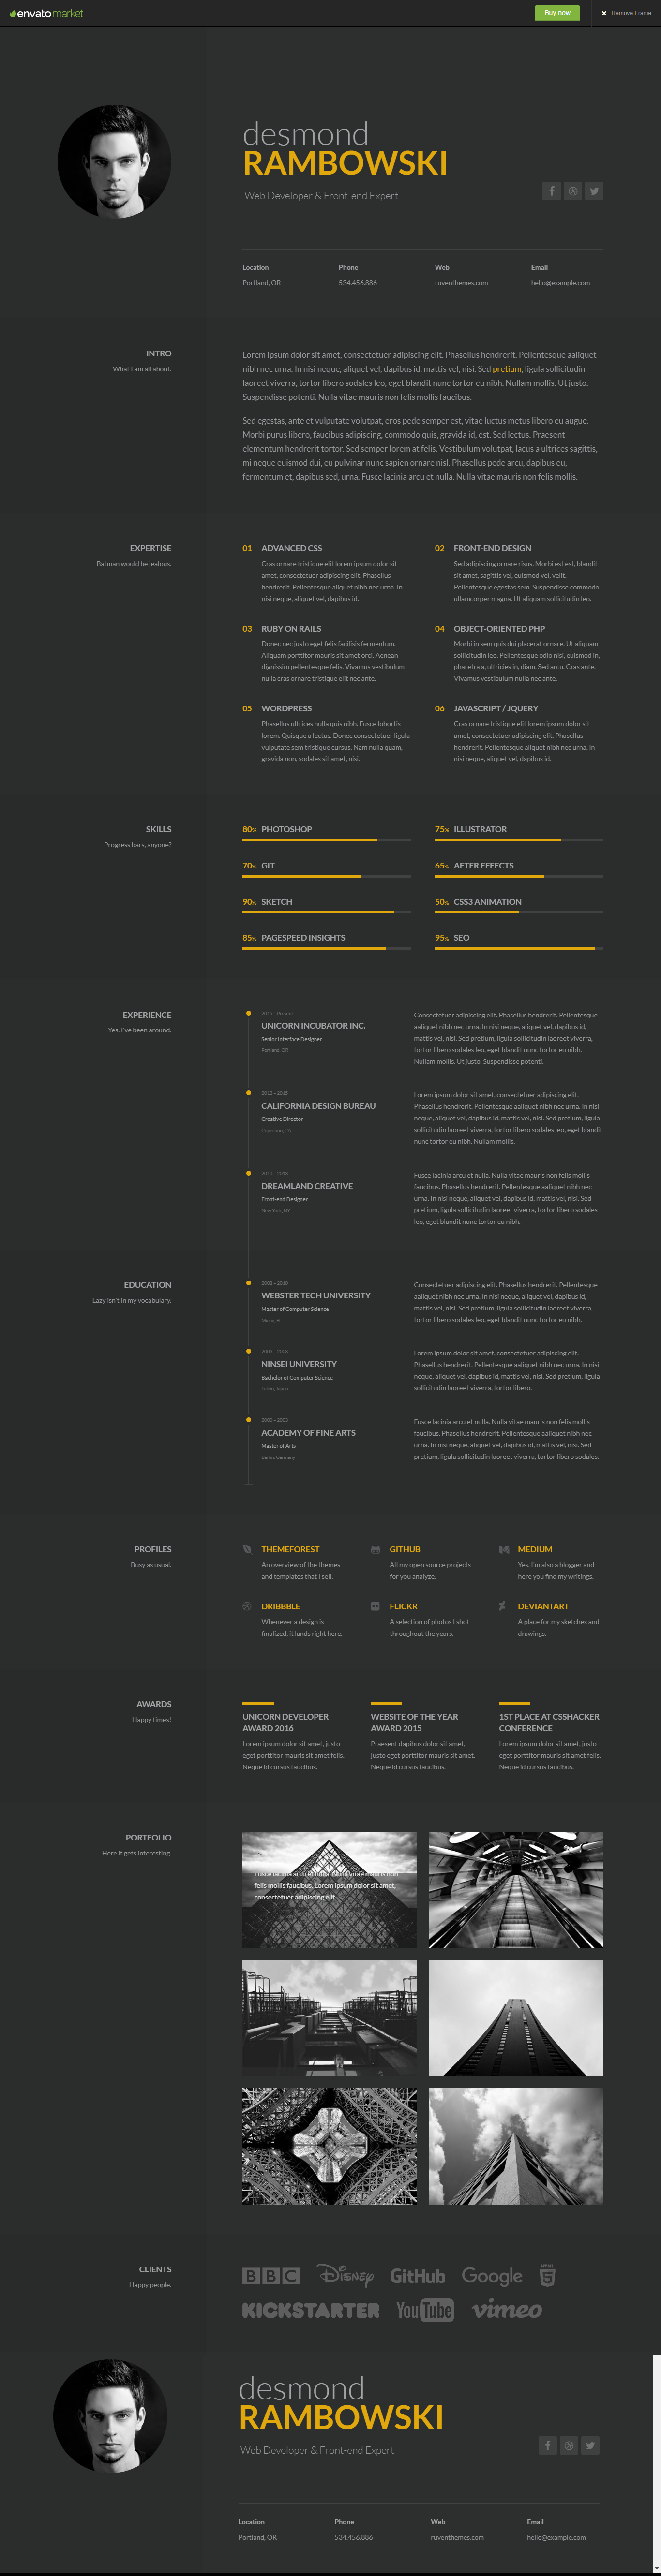 envatomarket
Buy now
Remove Frame
desmond
RAMBOWSKI
Web Developer & Front-end Expert
Location
Phone
Web
Email
Portland, OR
534.456.886
ruventhemes.com
hello@example.com
INTRO
What I am all about.
Lorem ipsum dolor sit amet, consectetuer adipiscing elit. Phasellus hendrerit. Pellentesque aaliquet
nibh nec urna. In nisi neque, aliquet vel, dapibus id, mattis vel, nisi. Sed pretium, ligula sollicitudin
laoreet viverra, tortor libero sodales leo, eget blandit nunc tortor eu nibh. Nullam mollis. Ut justo.
Suspendisse potenti. Nulla vitae mauris non felis mollis faucibus.
Sed egestas, ante et vulputate volutpat, eros pede semper est, vitae luctus metus libero eu augue.
Morbi purus libero, faucibus adipiscing, commodo quis, gravida id, est. Sed lectus. Praesent
elementum hendrerit tortor. Sed semper lorem at felis. Vestibulum volutpat, lacus a ultrices sagittis,
mi neque euismod dui, eu pulvinar nunc sapien ornare nisl. Phasellus pede arcu, dapibus eu,
fermentum et, dapibus sed, urna. Fusce lacinia arcu et nulla. Nulla vitae mauris non felis mollis.
EXPERTISE
Batman would be jealous.
01 ADVANCED CSS
Cras ornare tristique elit lorem ipsum dolor sit
amet, consectetuer adipiscing elit. Phasellus
hendrerit. Pellentesque aliquet nibh nec urna. In
nisi neque, aliquet vel, dapibus id.
02 FRONT-END DESIGN
Sed adipiscing ornare risus. Morbi est est, blandit
sit amet, sagittis vel, euismod vel, velit.
Pellentesque egestas sem. Suspendisse commodo
ullamcorper magna. Ut aliquam sollicitudin leo.
03 RUBY ON RAILS
Donec nec justo eget felis facilisis fermentum.
Aliquam porttitor mauris sit amet orci. Aenean
dignissim pellentesque felis. Vivamus vestibulum
nulla cras ornare tristique elit nec ante.
04 OBJECT-ORIENTED PHP
Morbi in sem quis dui placerat ornare. Ut aliquam
sollicitudin leo. Pellentesque odio nisi, euismod in,
pharetra a, ultricies in, diam. Sed arcu. Cras ante.
Vivamus vestibulum nulla nec ante.
05 WORDPRESS
Phasellus ultrices nulla quis nibh. Fusce lobortis
lorem. Quisque a lectus. Donec consectetuer ligula
vulputate sem tristique cursus. Nam nulla quam,
gravida non, sodales sit amet, nisi.
06 JAVASCRIPT / JQUERY
Cras ornare tristique elit lorem ipsum dolor sit
amet, consectetuer adipiscing elit. Phasellus
hendrerit. Pellentesque aliquet nibh nec urna. In
nisi neque, aliquet vel, dapibus id.
SKILLS
Progress bars, anyone?
80% PHOTOSHOP
75% ILLUSTRATOR
70% GIT
65% AFTER EFFECTS
90% SKETCH
50% CSS3 ANIMATION
85% PAGESPEED INSIGHTS
95% SEO
EXPERIENCE
Yes. I've been around.
2015 – Present
UNICORN INCUBATOR INC.
Senior Interface Designer
Portland, OR
Consectetuer adipiscing elit. Phasellus hendrerit. Pellentesque
aaliquet nibh nec urna. In nisi neque, aliquet vel, dapibus id,
mattis vel, nisi. Sed pretium, ligula sollicitudin laoreet viverra,
tortor libero sodales leo, eget blandit nunc tortor eu nibh.
Nullam mollis. Ut justo. Suspendisse potenti.
2013 – 2015
CALIFORNIA DESIGN BUREAU
Creative Director
Cupertino, CA
Lorem ipsum dolor sit amet, consectetuer adipiscing elit.
Phasellus hendrerit. Pellentesque aaliquet nibh nec urna. In nisi
neque, aliquet vel, dapibus id, mattis vel, nisi. Sed pretium, ligula
sollicitudin laoreet viverra, tortor libero sodales leo, eget blandit
nunc tortor eu nibh. Nullam mollis.
2010 – 2013
DREAMLAND CREATIVE
Front-end Designer
New York, NY
Fusce lacinia arcu et nulla. Nulla vitae mauris non felis mollis
faucibus. Phasellus hendrerit. Pellentesque aaliquet nibh nec
urna. In nisi neque, aliquet vel, dapibus id, mattis vel, nisi. Sed
pretium, ligula sollicitudin laoreet viverra, tortor libero sodales
leo, eget blandit nunc tortor eu nibh.
EDUCATION
Lazy isn't in my vocabulary.
2008 – 2010
WEBSTER TECH UNIVERSITY
Master of Computer Science
Miami, FL
Consectetuer adipiscing elit. Phasellus hendrerit. Pellentesque
aaliquet nibh nec urna. In nisi neque, aliquet vel, dapibus id,
mattis vel, nisi. Sed pretium, ligula sollicitudin laoreet viverra,
tortor libero sodales leo, eget blandit nunc tortor eu nibh.
NINSEI UNIVERSITY
Bachelor of Computer Science
Tokyo, Japan
Lorem ipsum dolor sit amet, consectetuer adipiscing elit.
Phasellus hendrerit. Pellentesque aaliquet nibh nec urna. In nisi
neque, aliquet vel, dapibus id, mattis vel, nisi. Sed pretium, ligula
sollicitudin laoreet viverra, tortor libero.
ACADEMY OF FINE ARTS
Master of Arts
Berlin, Germany
Fusce lacinia arcu et nulla. Nulla vitae mauris non felis mollis
faucibus. Phasellus hendrerit. Pellentesque aaliquet nibh nec
urna. In nisi neque, aliquet vel, dapibus id, mattis vel, nisi. Sed
pretium, ligula sollicitudin laoreet viverra, tortor libero sodales.
PROFILES
Busy as usual.
THEMEFOREST
An overview of the themes
and templates that I sell.
GITHUB
All my open source projects
for you analyze.
MEDIUM
Yes. I'm also a blogger and
here you find my writings.
DRIBBBLE
Whenever a design is
finalized, it lands right here.
FLICKR
A selection of photos I shot
throughout the years.
DEVIANTART
A place for my sketches and
drawings.
AWARDS
Happy times!
UNICORN DEVELOPER
AWARD 2016
Lorem ipsum dolor sit amet, justo
eget porttitor mauris sit amet felis.
Neque id cursus faucibus.
WEBSITE OF THE YEAR
AWARD 2015
Praesent dapibus dolor sit amet,
justo eget porttitor mauris sit amet.
Neque id cursus faucibus.
1ST PLACE AT CSSHACKER
CONFERENCE
Lorem ipsum dolor sit amet, justo
eget porttitor mauris sit amet felis.
Neque id cursus faucibus.
PORTFOLIO
Here it gets interesting.
Fusce lacinia arcu et nulla. Nulla vitae mauris non
felis mollis faucibus. Lorem ipsum dolor sit amet,
consectetuer adipiscing elit.
CLIENTS
Happy people.
BBC Disney GitHub Google HTML 5
KICKSTARTER YouTube vimeo
desmond
RAMBOWSKI
Web Developer & Front-end Expert
Location
Phone
Web
Email
Portland, OR
534.456.886
ruventhemes.com
hello@example.com